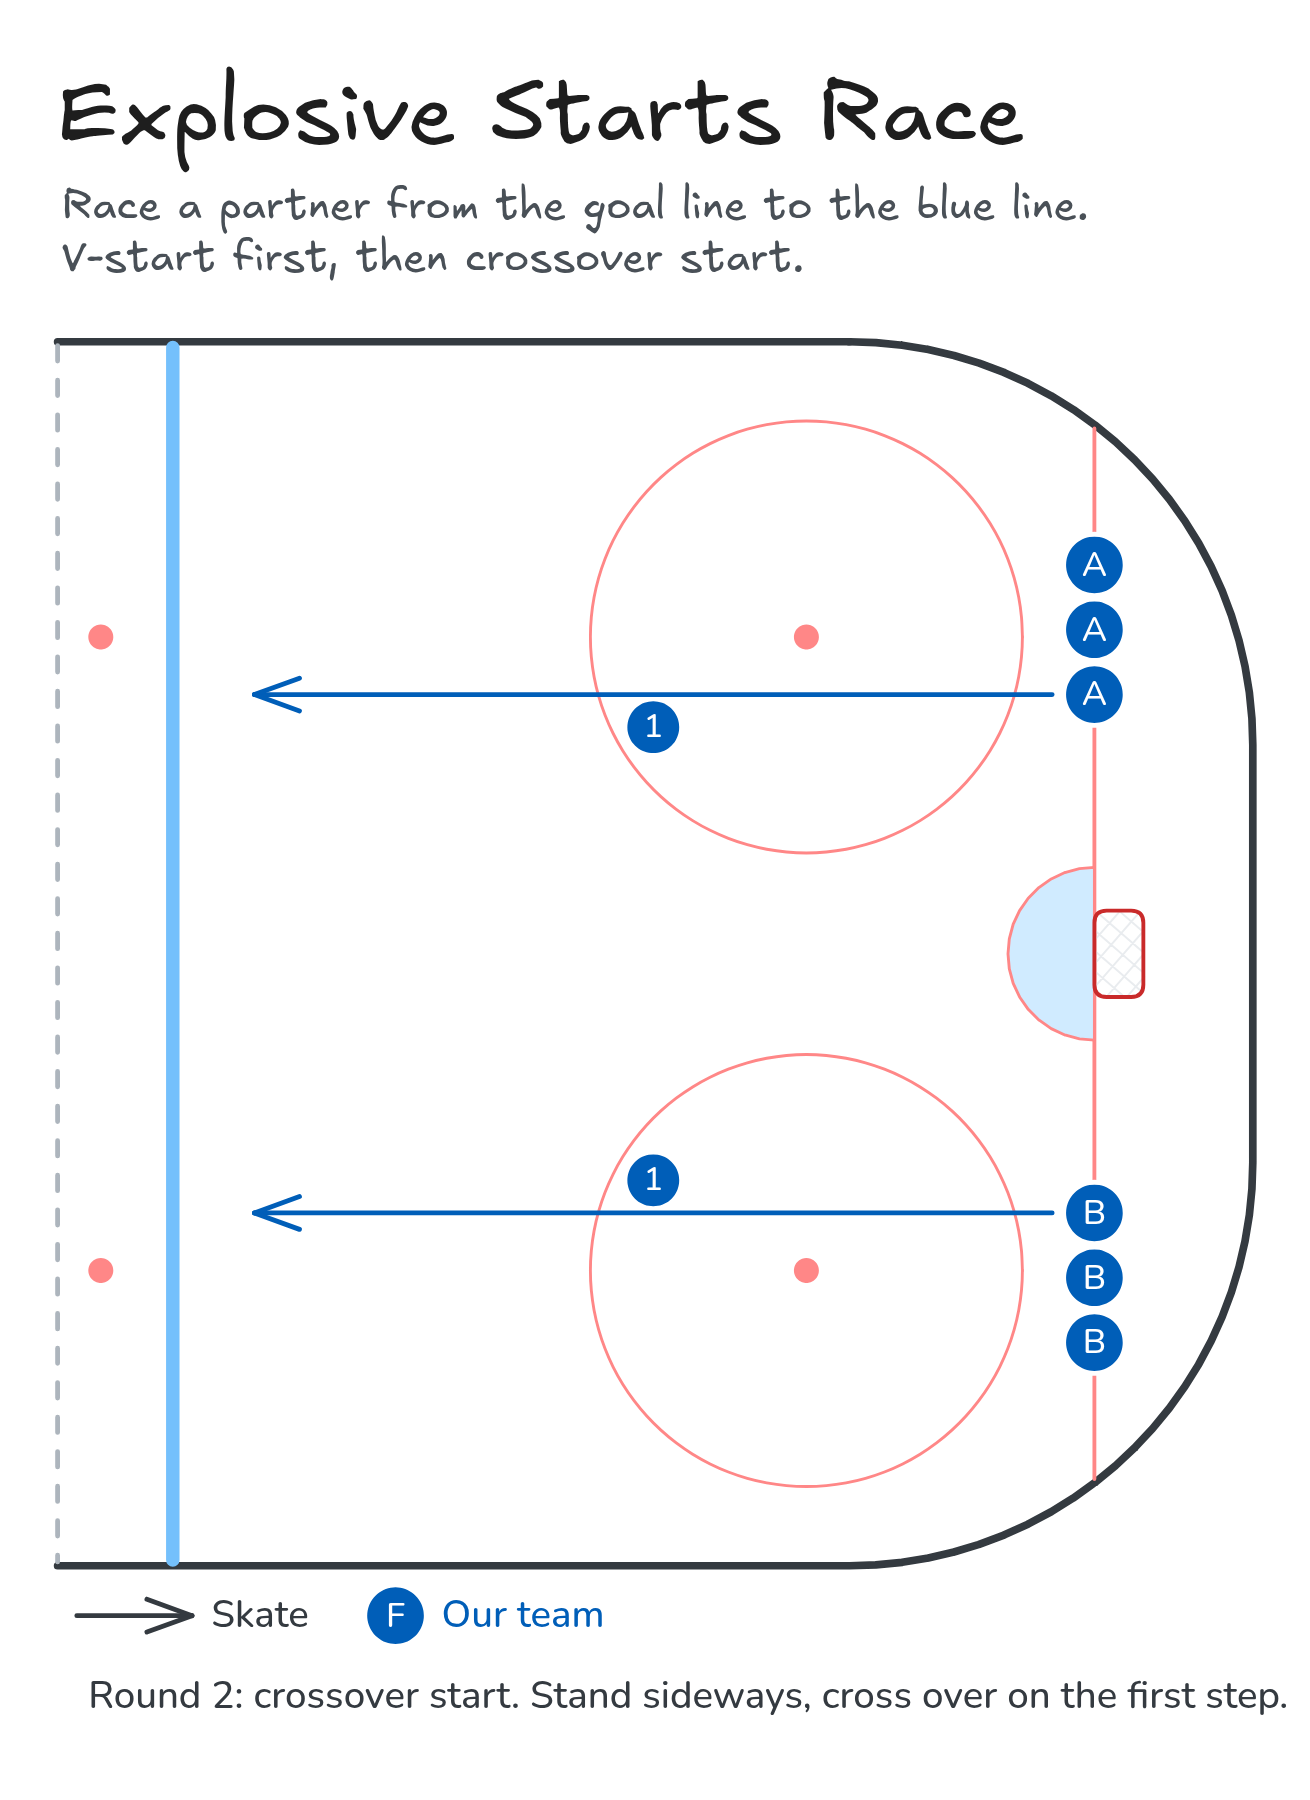 Explosive Starts Race
Race a partner from the goal line to the blue line.
V-start first, then crossover start.
A
A
A
1
1
B
B
B
Skate
F
Our team
Round 2: crossover start. Stand sideways, cross over on the first step.